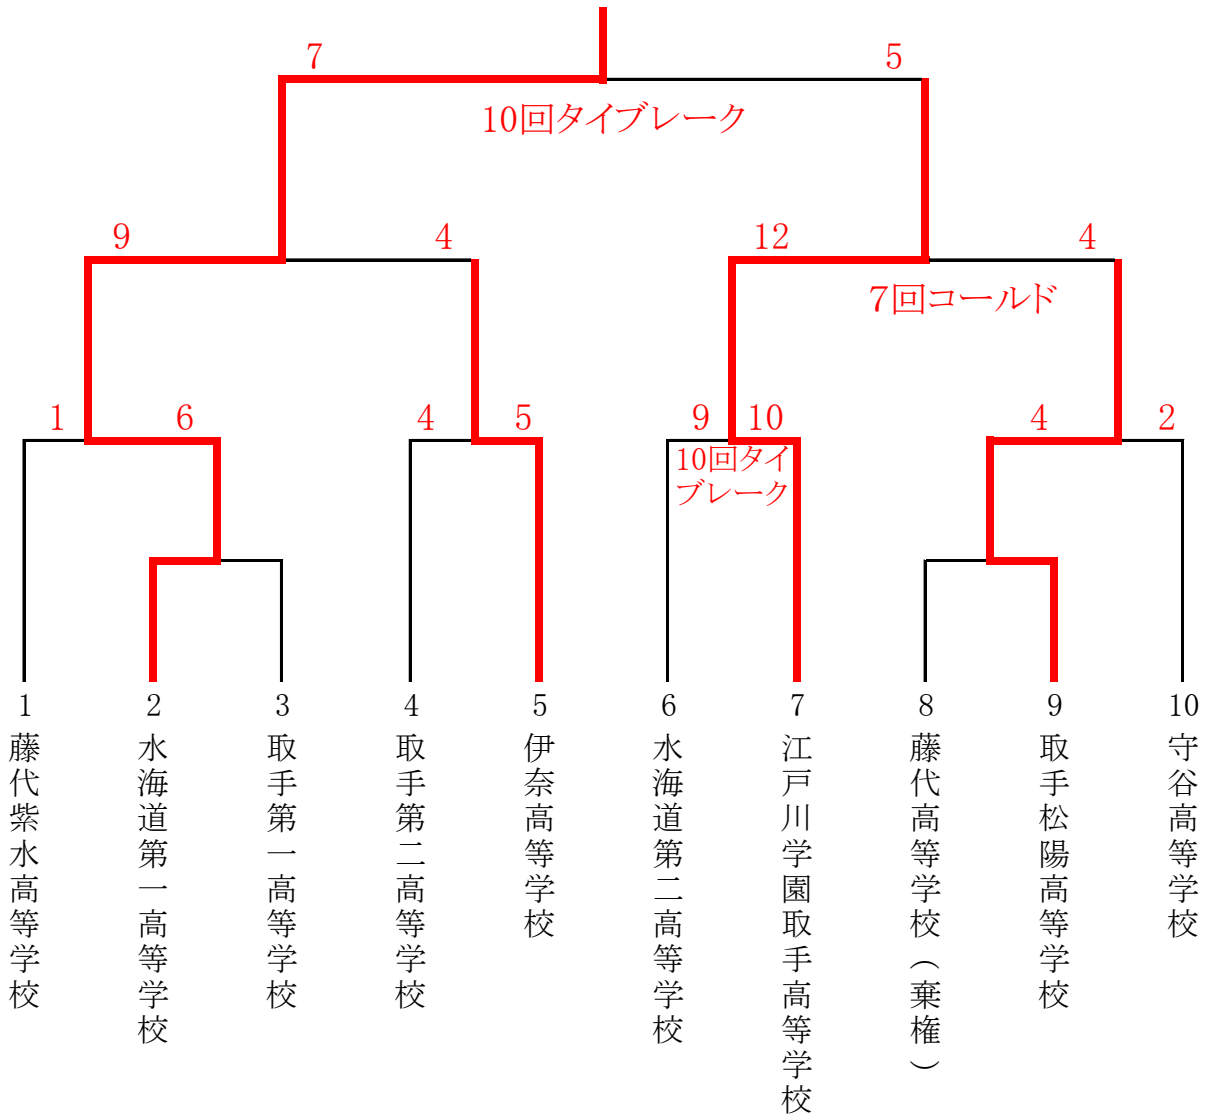 7
5
10回タイブレーク
9
4
12
4
7回コールド
1
6
4
5
9
10
4
2
10回タイ
ブレーク
1
2
3
4
5
6
7
8
9
10
藤代紫水高等学校
水海道第一高等学校
取手第一高等学校
取手第二高等学校
伊奈高等学校
水海道第二高等学校
江戸川学園取手高等学校
藤代高等学校（棄権）
取手松陽高等学校
守谷高等学校